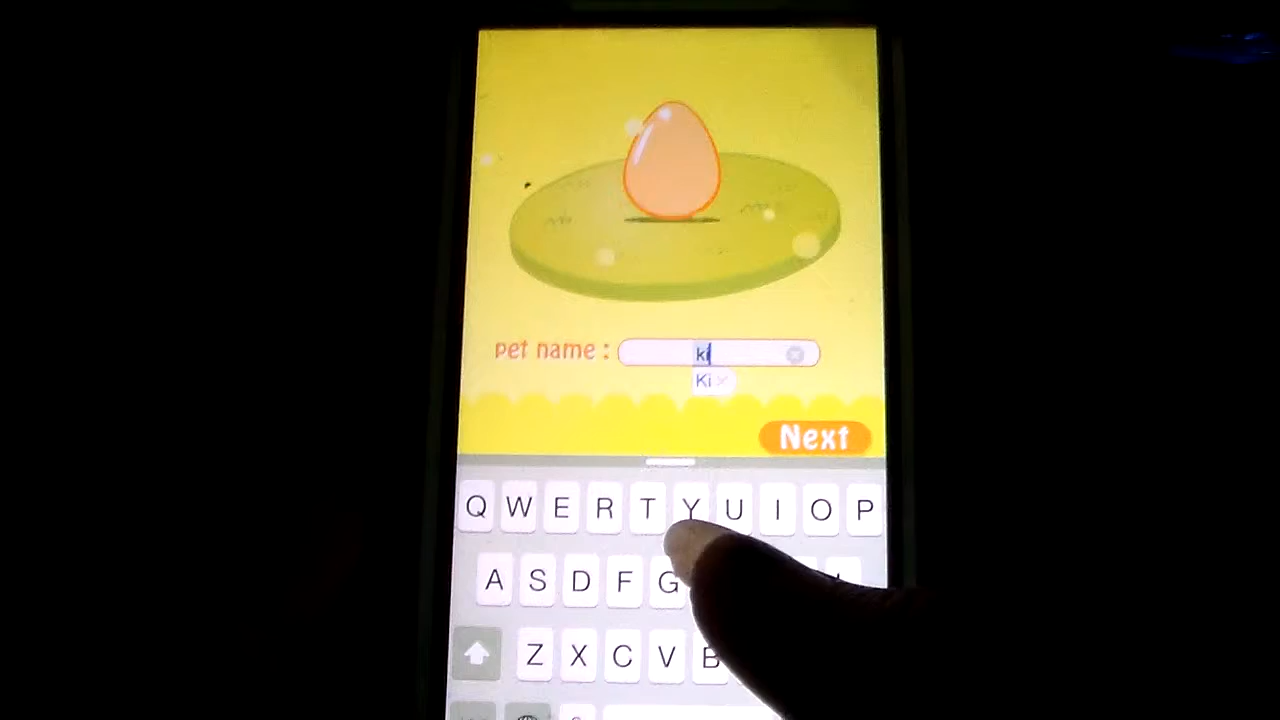 pet name :
ki
Ki
Next
Q W E R T Y U I O P
A S D F G
Z X C V B